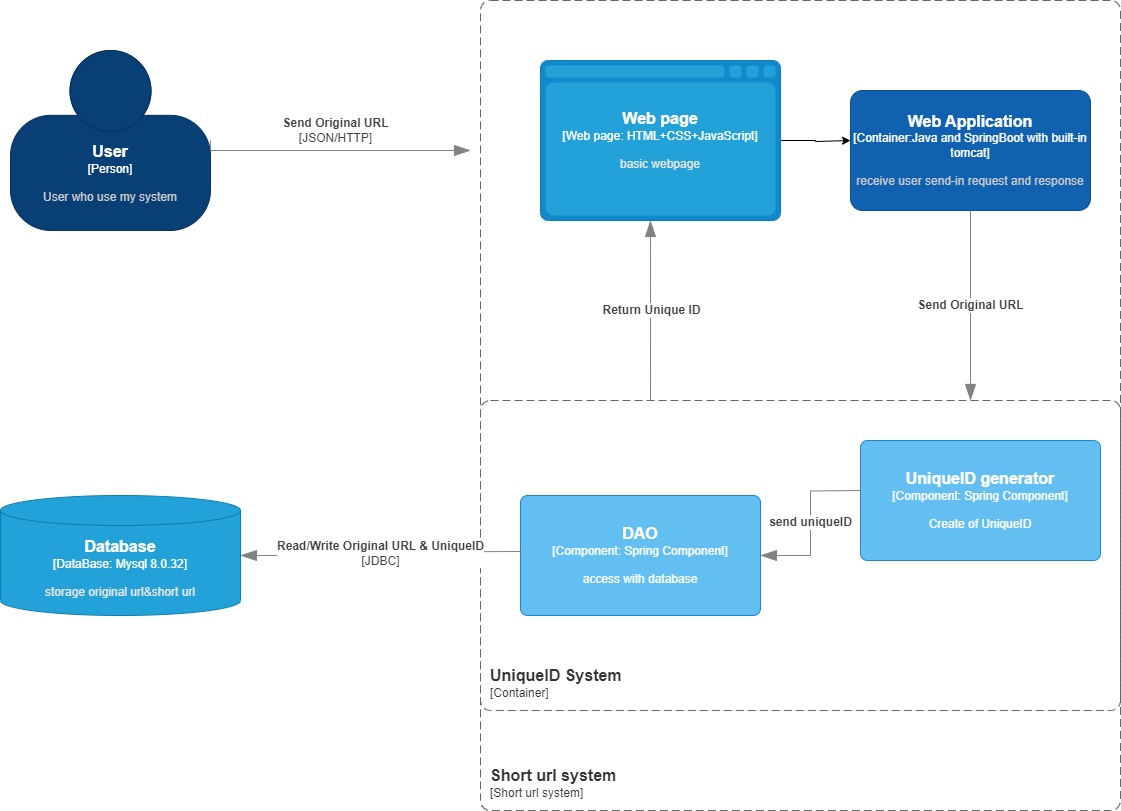 User
[Person]
User who use my system
Send Original URL
[JSON/HTTP]
Web page
[Web page: HTML+CSS+JavaScript]
basic webpage
Web Application
[Container:Java and SpringBoot with built-in
tomcat]
receive user send-in request and response
Return Unique ID
Send Original URL
UniqueID generator
[Component: Spring Component]
Create of UniqueID
send uniqueID
DAO
[Component: Spring Component]
access with database
Read/Write Original URL & UniqueID
[JDBC]
Database
[DataBase: Mysql 8.0.32]
storage original url&short url
UniqueID System
[Container]
Short url system
[Short url system]